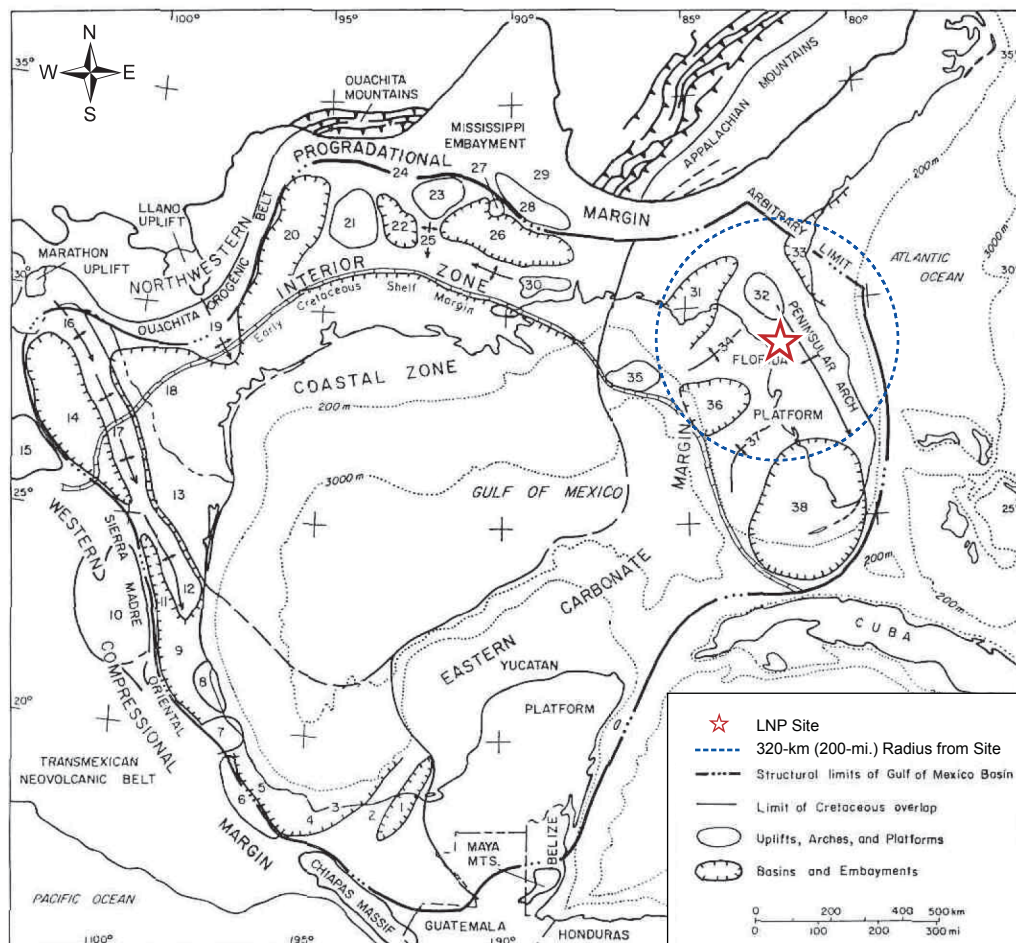 100°
95°
90°
85°
80°
35°
35°
N
W
E
S
OUACHITA
MOUNTAINS
APPALACHIAN
MOUNTAINS
MISSISSIPPI
EMBAYMENT
PROGRADATIONAL
MARGIN
24
27
29
23
28
200m
3000m
ARBITRARY
LIMIT
LLANO
UPLIFT
NORTHWESTERN
OUACHITA OROGENIC BELT
20
21
22
25
26
33
ATLANTIC
OCEAN
MARATHON
UPLIFT
30°
30°
INTERIOR
ZONE
30
31
32
Early Cretaceous Shelf Margin
16
19
PENINSULAR ARCH
34
FLORIDA
COASTAL ZONE
18
35
200m
14
36
PLATFORM
17
37
15
MARGIN
25°
13
3000m
GULF OF MEXICO
38
25°
WESTERN
SIERRA
MADRE
ORIENTAL
200m
10
11
12
200m
CARBONATE
CUBA
9
COMPRESSIONAL
EASTERN
YUCATAN
20°
8
PLATFORM
7
TRANSMEXICAN
NEOVOLCANIC BELT
5
6
3
4
2
1
MARGIN
MAYA
MTS.
BELIZE
CHIAPAS MASSIF
PACIFIC OCEAN
GUATEMALA
HONDURAS
100°
95°
90°
LNP Site
320-km (200-mi.) Radius from Site
Structural limits of Gulf of Mexico Basin
Limit of Cretaceous overlap
Uplifts, Arches, and Platforms
Basins and Embayments
0 100 200 300 400 500 km
0 100 200 300 mi